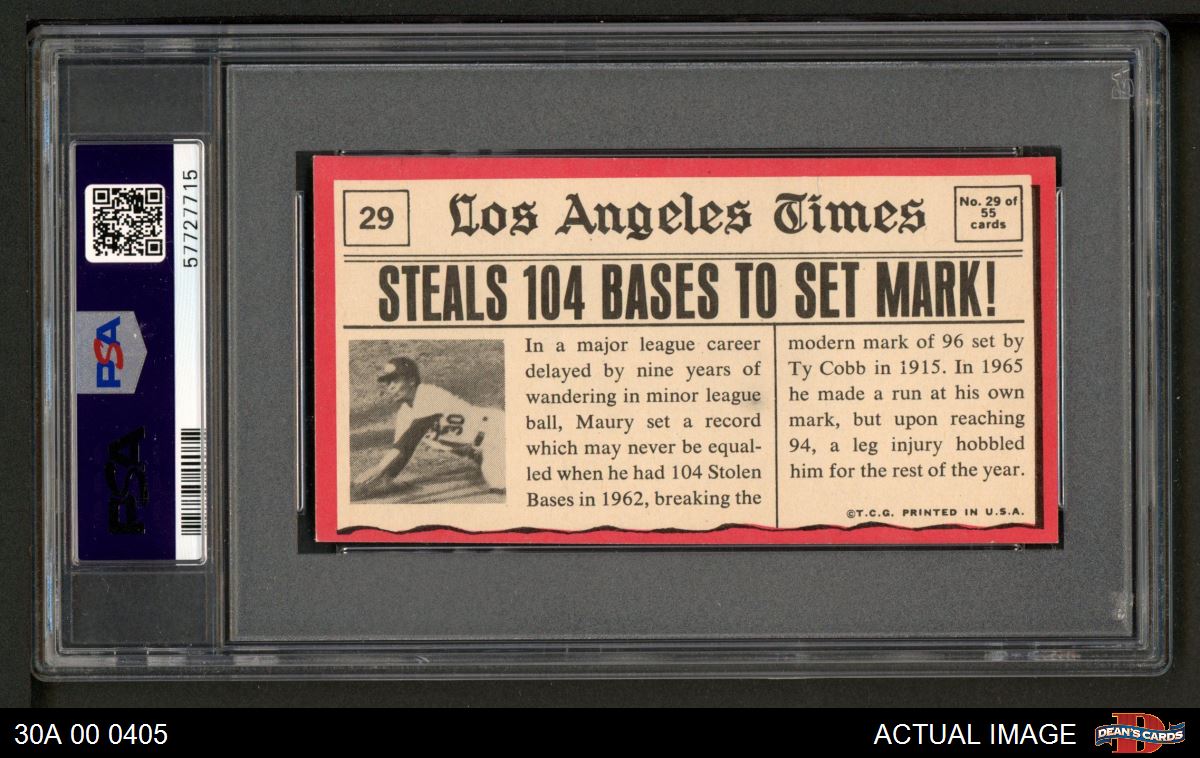 57727715
PSA
PSA
29
Los Angeles Times
No. 29 of
55
cards
STEALS 104 BASES TO SET MARK!
In a major league career
delayed by nine years of
wandering in minor league
ball, Maury set a record
which may never be equal-
led when he had 104 Stolen
Bases in 1962, breaking the
30
modern mark of 96 set by
Ty Cobb in 1915. In 1965
he made a run at his own
mark, but upon reaching
94, a leg injury hobbled
him for the rest of the year.
©T.C.G. PRINTED IN U.S.A.
30A 00 0405
ACTUAL IMAGE
D
DEAN'S CARDS